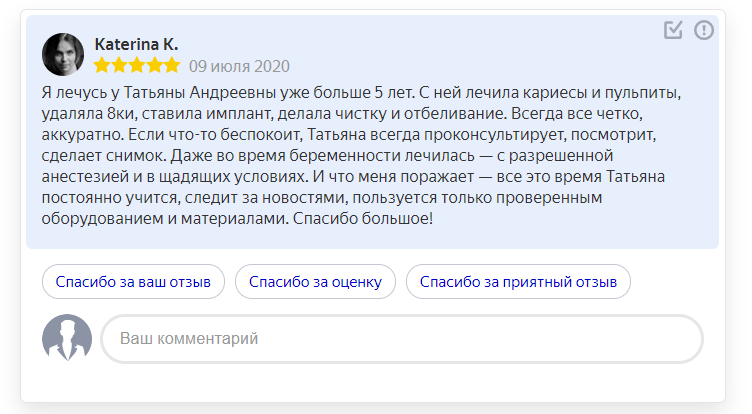 Katerina K.
09 июля 2020
Я лечусь у Татьяны Андреевны уже больше 5 лет. С ней лечила кариесы и пульпиты,
удаляла 8ки, ставила имплант, делала чистку и отбеливание. Всегда все четко,
аккуратно. Если что-то беспокоит, Татьяна всегда проконсультирует, посмотрит,
сделает снимок. Даже во время беременности лечилась — с разрешенной
анестезией и в щадящих условиях. И что меня поражает — все это время Татьяна
постоянно учится, следит за новостями, пользуется только проверенным
оборудованием и материалами. Спасибо большое!
Спасибо за ваш отзыв Спасибо за оценку Спасибо за приятный отзыв
Ваш комментарий